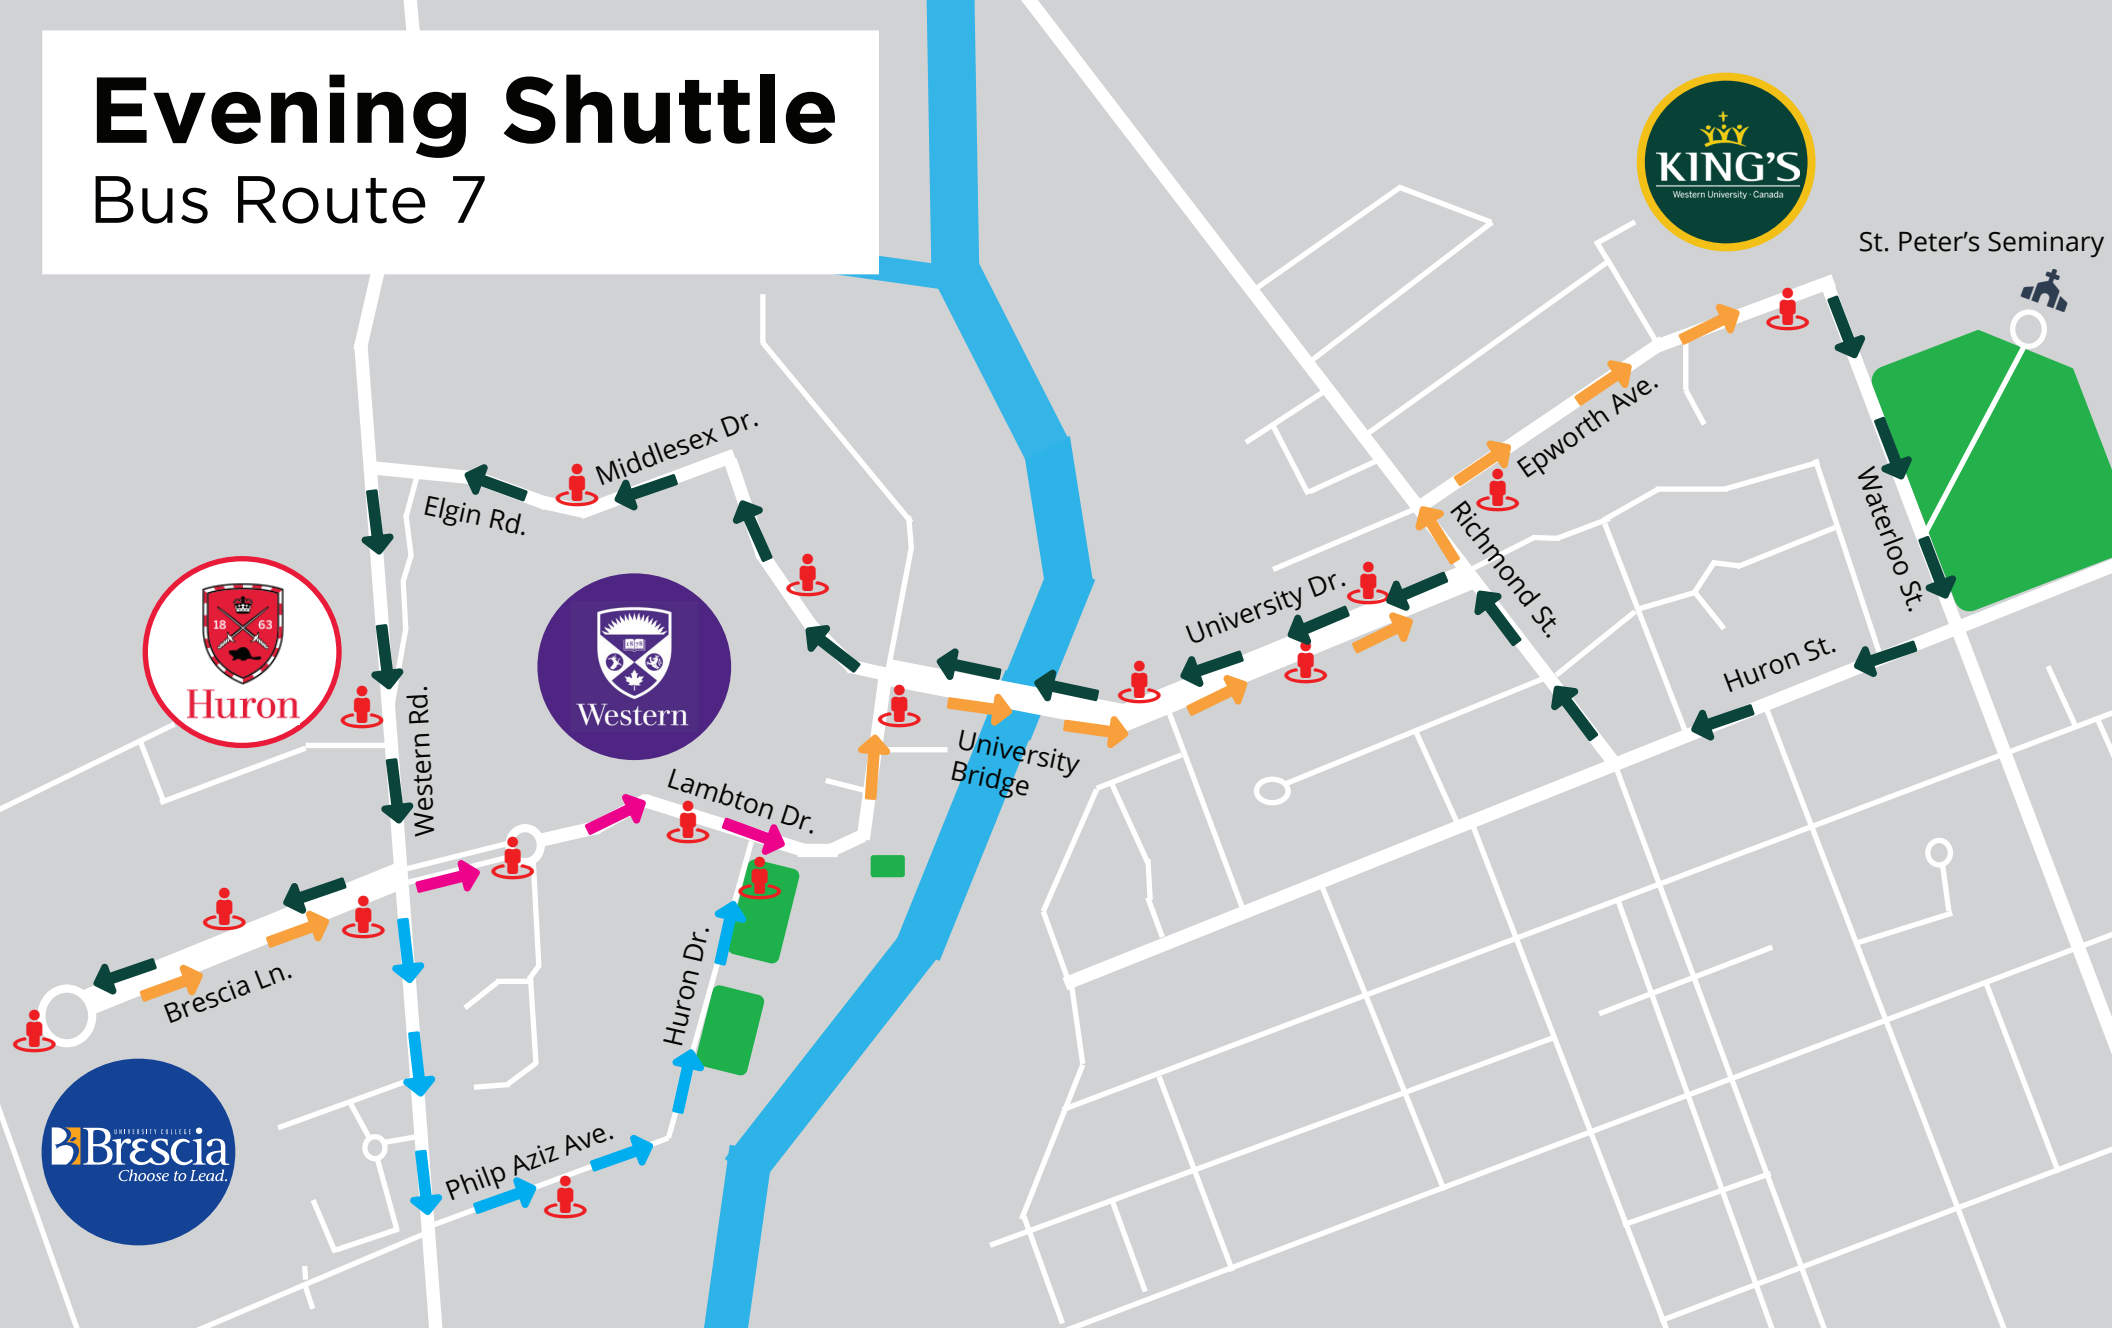 Evening Shuttle
Bus Route 7
KING'S
Western University · Canada
St. Peter's Seminary
Middlesex Dr.
Elgin Rd.
Epworth Ave.
Richmond St.
Waterloo St.
University Dr.
Huron St.
18 63
Huron
1878
Western
Western Rd.
University
Bridge
Lambton Dr.
Brescia Ln.
Huron Dr.
UNIVERSITY COLLEGE
Brescia
Choose to Lead.
Philp Aziz Ave.